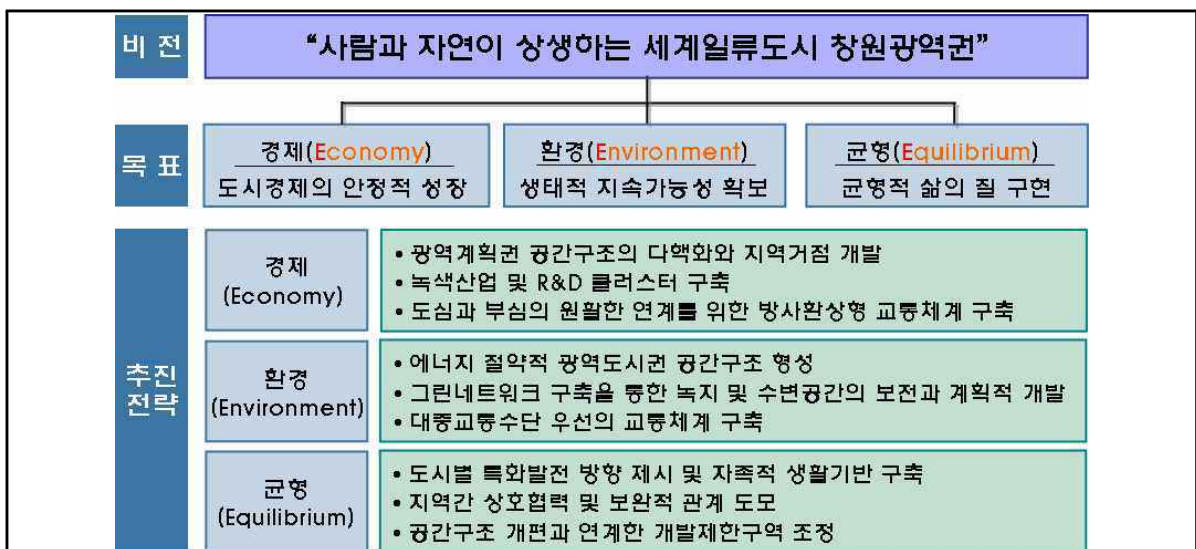 비 전
“사람과 자연이 상생하는 세계일류도시 창원광역권”
목 표
경제(Economy)
도시경제의 안정적 성장
환경(Environment)
생태적 지속가능성 확보
균형(Equilibrium)
균형적 삶의 질 구현
추진
전략
경제
(Economy)
• 광역계획권 공간구조의 다핵화와 지역거점 개발
• 녹색산업 및 R&D 클러스터 구축
• 도심과 부심의 원활한 연계를 위한 방사환상형 교통체계 구축
환경
(Environment)
• 에너지 절약적 광역도시권 공간구조 형성
• 그린네트워크 구축을 통한 녹지 및 수변공간의 보전과 계획적 개발
• 대중교통수단 우선의 교통체계 구축
균형
(Equilibrium)
• 도시별 특화발전 방향 제시 및 자족적 생활기반 구축
• 지역간 상호협력 및 보완적 관계 도모
• 공간구조 개편과 연계한 개발제한구역 조정